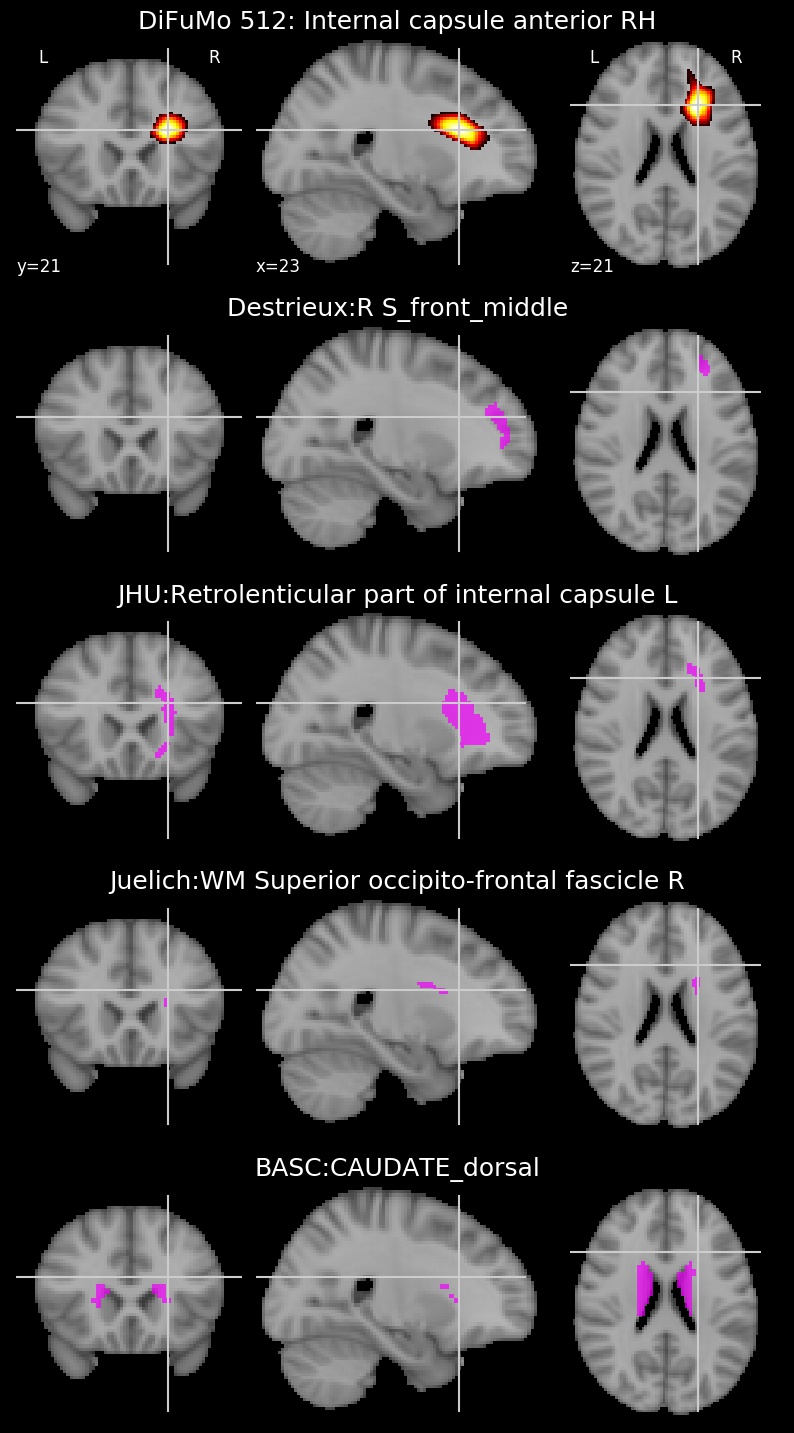 DiFuMo 512: Internal capsule anterior RH
L R L R
y=21 x=23 z=21
Destrieux:R S_front_middle
JHU:Retrolenticular part of internal capsule L
Juelich:WM Superior occipito-frontal fascicle R
BASC:CAUDATE_dorsal